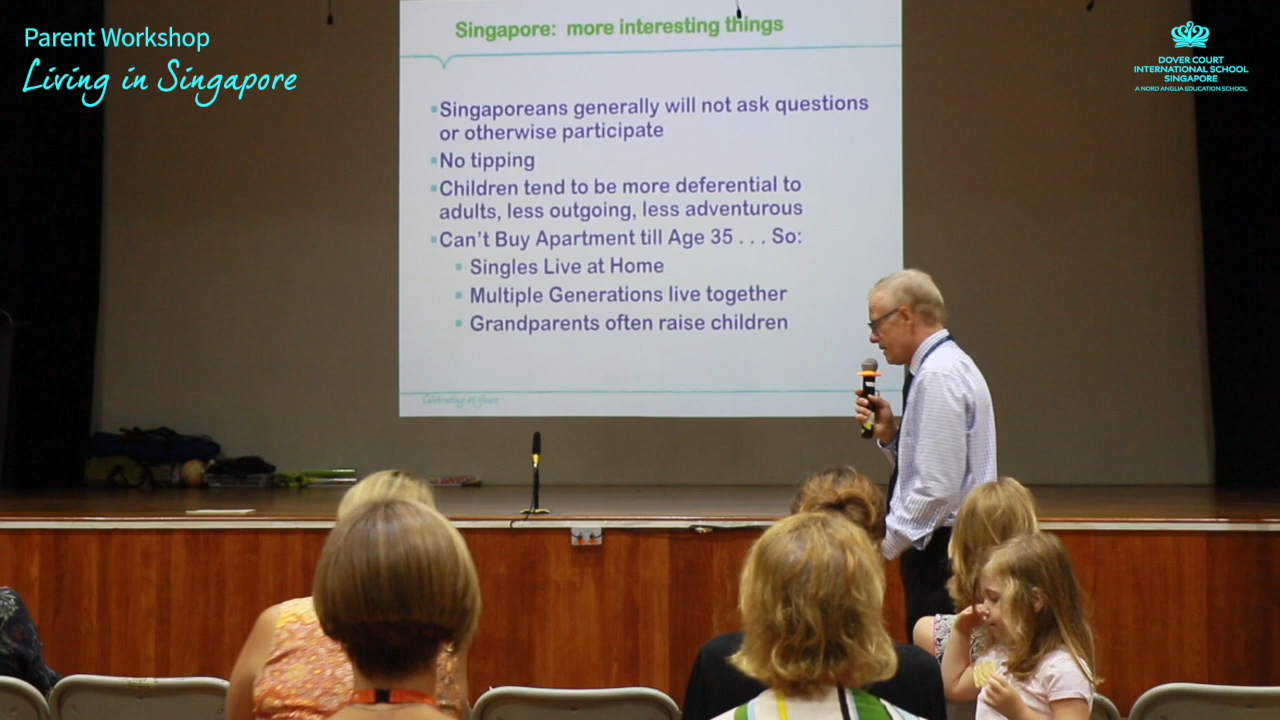 Parent Workshop
Living in Singapore
DOVER COURT
INTERNATIONAL SCHOOL
SINGAPORE
A NORD ANGLIA EDUCATION SCHOOL
Singapore: more interesting things
Singaporeans generally will not ask questions
or otherwise participate
No tipping
Children tend to be more deferential to
adults, less outgoing, less adventurous
Can't Buy Apartment till Age 35 . . . So:
Singles Live at Home
Multiple Generations live together
Grandparents often raise children